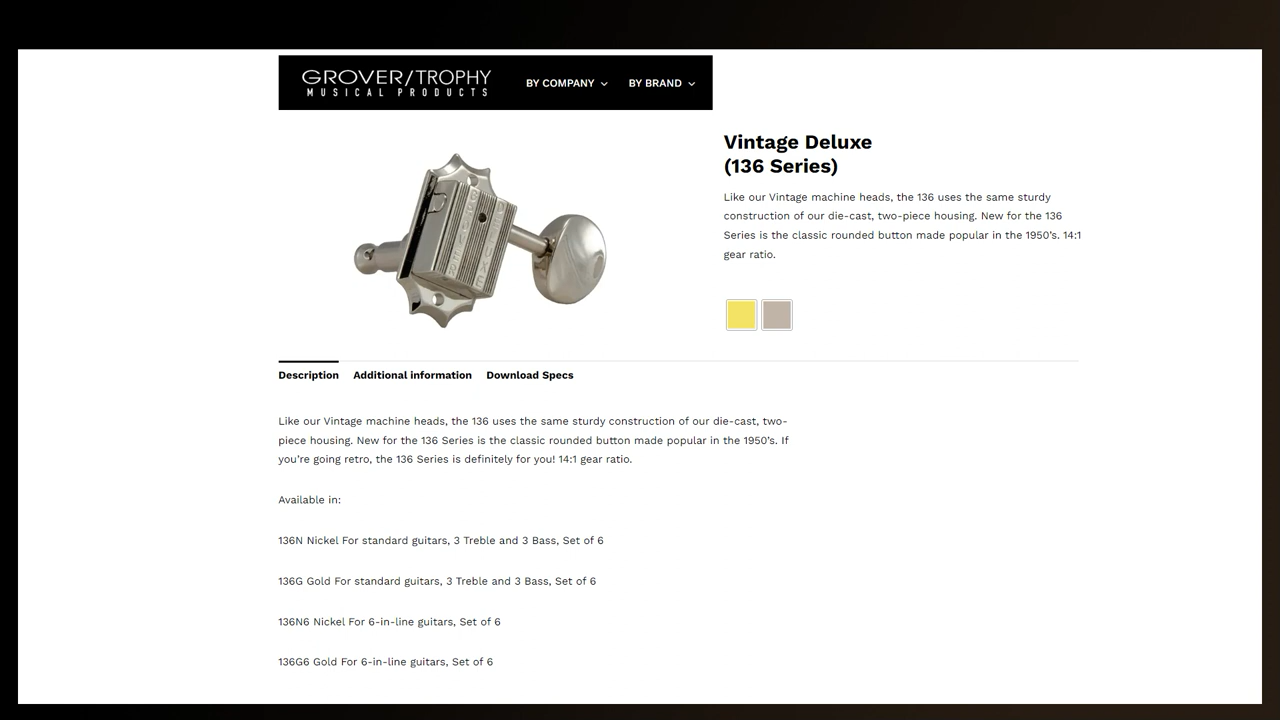 GROVER/TROPHY
MUSICAL PRODUCTS
BY COMPANY
BY BRAND
Vintage Deluxe
(136 Series)
Like our Vintage machine heads, the 136 uses the same sturdy
construction of our die-cast, two-piece housing. New for the 136
Series is the classic rounded button made popular in the 1950's. 14:1
gear ratio.
Description
Additional information
Download Specs
Like our Vintage machine heads, the 136 uses the same sturdy construction of our die-cast, two-
piece housing. New for the 136 Series is the classic rounded button made popular in the 1950's. If
you're going retro, the 136 Series is definitely for you! 14:1 gear ratio.
Available in:
136N Nickel For standard guitars, 3 Treble and 3 Bass, Set of 6
136G Gold For standard guitars, 3 Treble and 3 Bass, Set of 6
136N6 Nickel For 6-in-line guitars, Set of 6
136G6 Gold For 6-in-line guitars, Set of 6